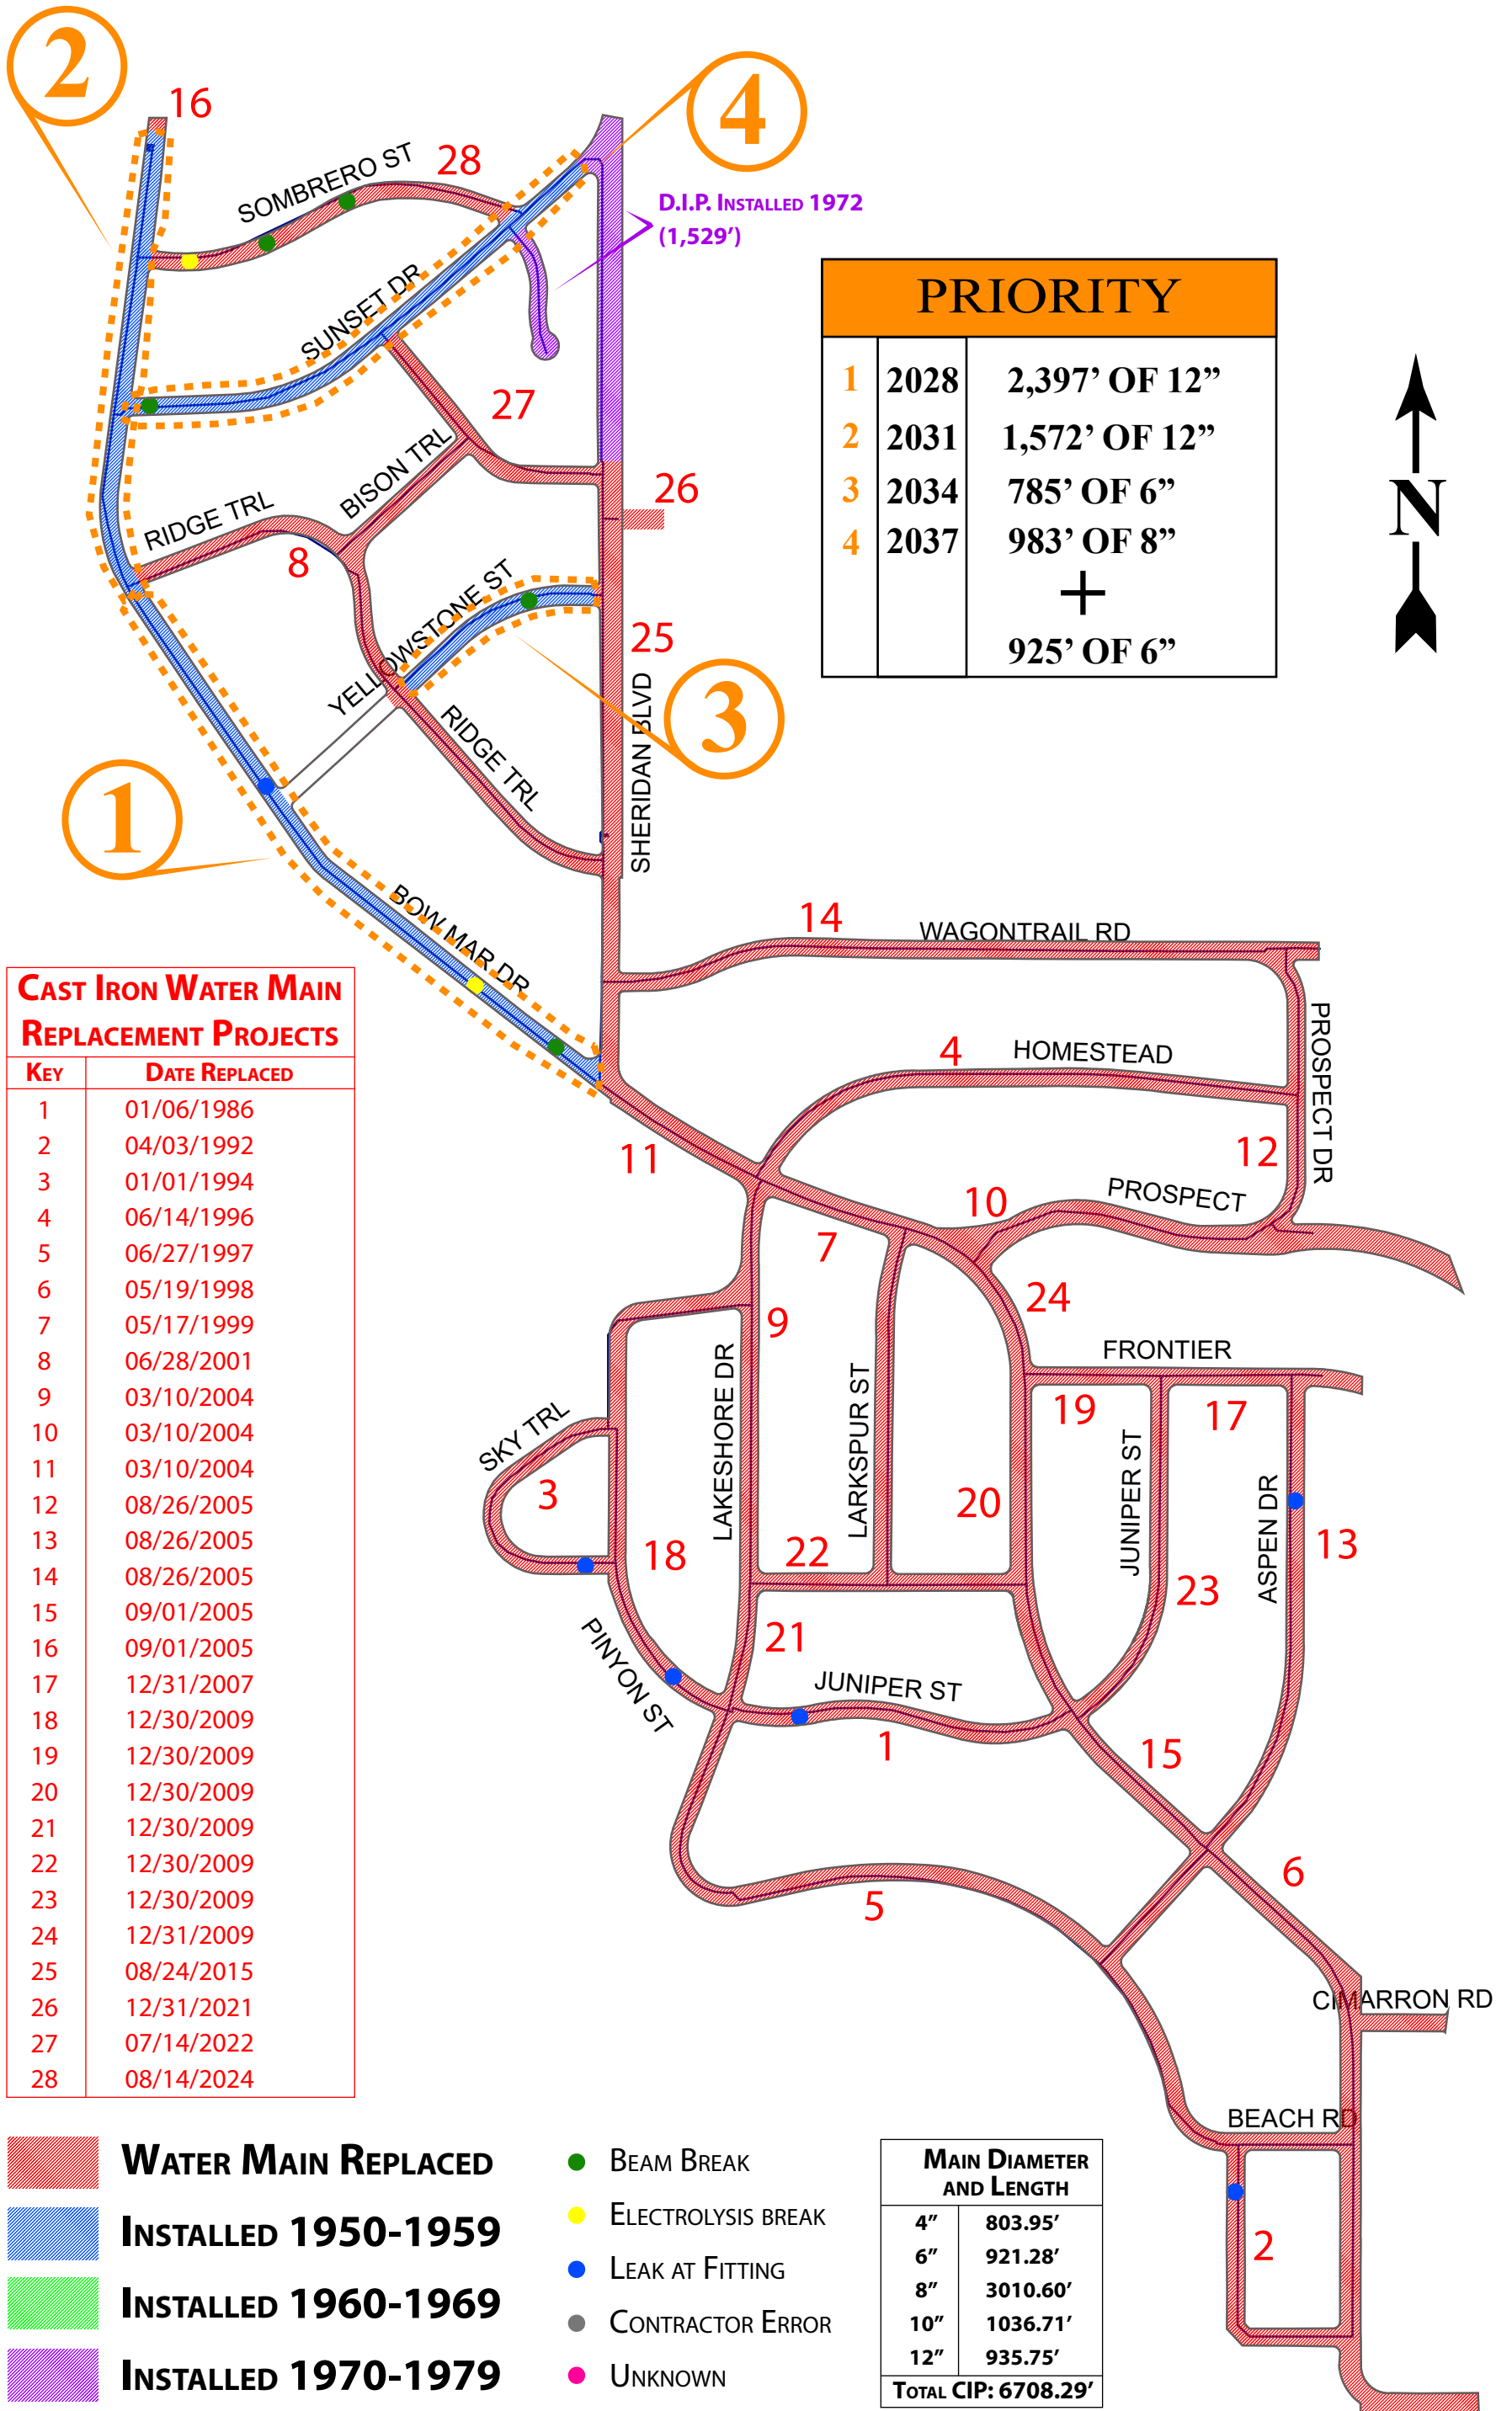 2
16
4
SOMBRERO ST
28
D.I.P. INSTALLED 1972
(1,529')
SUNSET DR
PRIORITY
1 2028 2,397’ OF 12”
2 2031 1,572’ OF 12”
3 2034 785’ OF 6”
4 2037 983’ OF 8”
+
925’ OF 6”
N
27
BISON TRL
26
RIDGE TRL
8
YELLOWSTONE ST
25
3
RIDGE TRL
SHERIDAN BLVD
1
BOW MAR DR
14
WAGONTRAIL RD
PROSPECT DR
4
HOMESTEAD
11
12
PROSPECT
10
7
24
9
FRONTIER
LAKESHORE DR
LARKSPUR ST
19
17
SKY TRL
3
JUNIPER ST
ASPEN DR
20
13
18
22
23
21
PINYON ST
JUNIPER ST
1
15
6
5
CIMARRON RD
BEACH RD
2
CAST IRON WATER MAIN
REPLACEMENT PROJECTS
KEY DATE REPLACED
1 01/06/1986
2 04/03/1992
3 01/01/1994
4 06/14/1996
5 06/27/1997
6 05/19/1998
7 05/17/1999
8 06/28/2001
9 03/10/2004
10 03/10/2004
11 03/10/2004
12 08/26/2005
13 08/26/2005
14 08/26/2005
15 09/01/2005
16 09/01/2005
17 12/31/2007
18 12/30/2009
19 12/30/2009
20 12/30/2009
21 12/30/2009
22 12/30/2009
23 12/30/2009
24 12/31/2009
25 08/24/2015
26 12/31/2021
27 07/14/2022
28 08/14/2024
WATER MAIN REPLACED
INSTALLED 1950-1959
INSTALLED 1960-1969
INSTALLED 1970-1979
BEAM BREAK
ELECTROLYSIS BREAK
LEAK AT FITTING
CONTRACTOR ERROR
UNKNOWN
MAIN DIAMETER
AND LENGTH
4” 803.95’
6” 921.28’
8” 3010.60’
10” 1036.71’
12” 935.75’
TOTAL CIP: 6708.29’